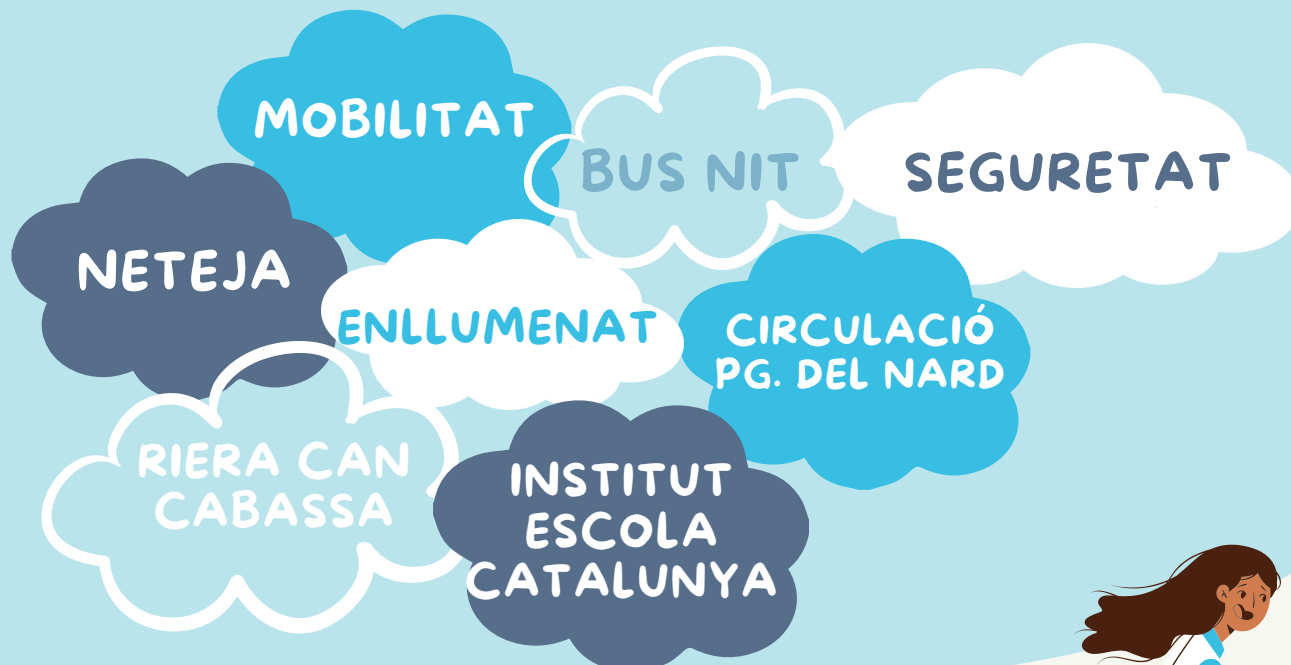 MOBILITAT
BUS NIT
SEGURETAT
NETEJA
ENLLUMENAT
CIRCULACIÓ
PG. DEL NARD
RIERA CAN
CABASSA
INSTITUT
ESCOLA
CATALUNYA